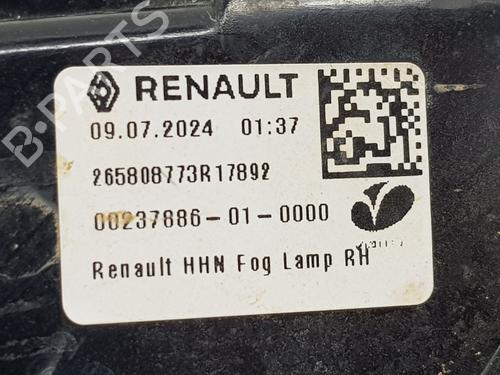 B-PARTS
RENAULT
09.07.2024 01:37
265808773R17892
00237886-01-0000
Renault HHN Fog Lamp RH